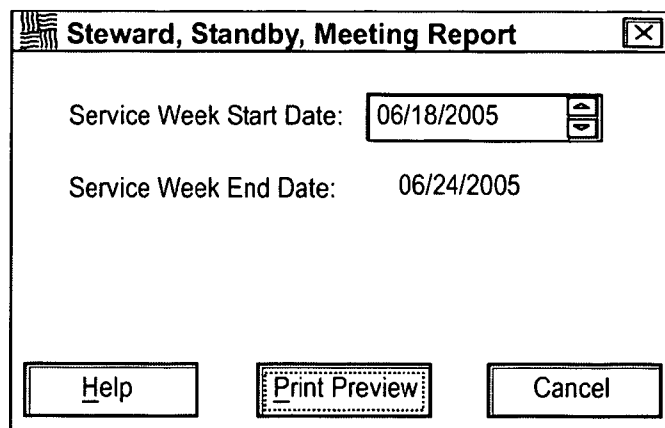 Steward, Standby, Meeting Report
Service Week Start Date: 06/18/2005
Service Week End Date: 06/24/2005
Help Print Preview Cancel